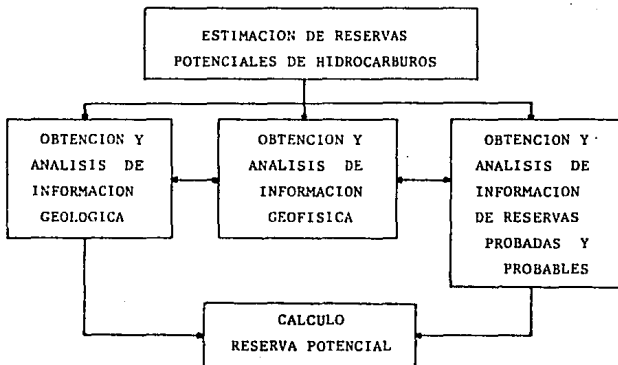 ESTIMACION DE RESERVAS
POTENCIALES DE HIDROCARBUROS
OBTENCION Y
ANALISIS DE
INFORMACION
GEOLOGICA
OBTENCION Y
ANALISIS DE
INFORMACION
GEOFISICA
OBTENCION Y
ANALISIS DE
INFORMACION
DE RESERVAS
PROBADAS Y
PROBABLES
CALCULO
RESERVA POTENCIAL